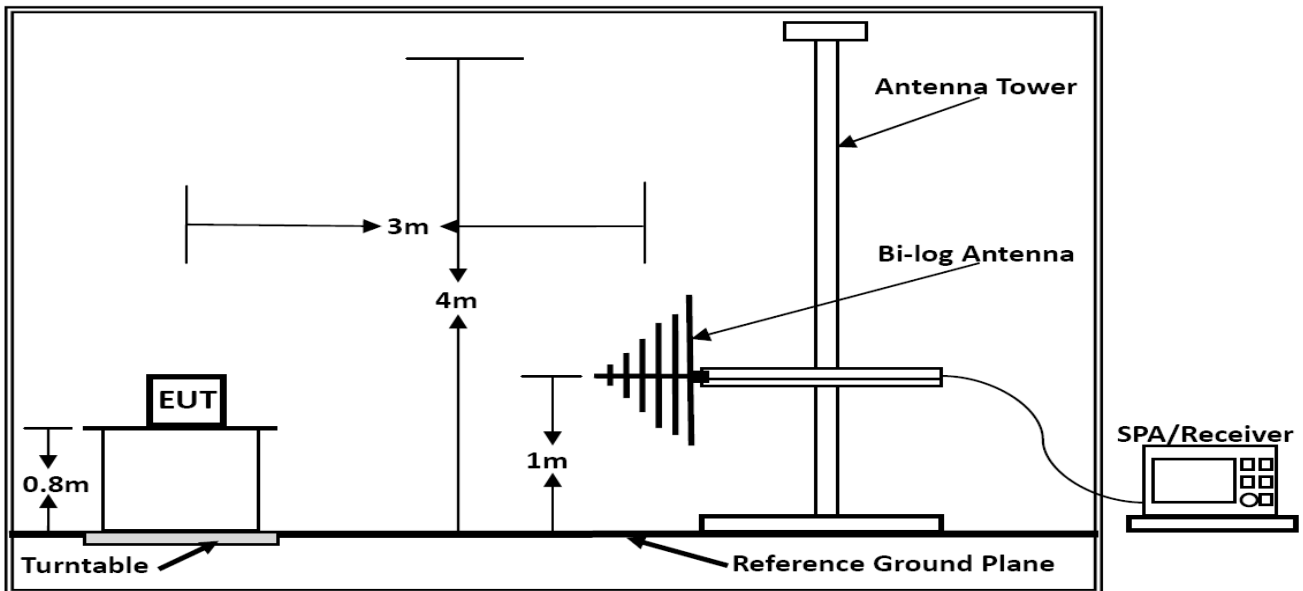 Antenna Tower
3m
Bi-log Antenna
4m
EUT
SPA/Receiver
1m
0.8m
Turntable
Reference Ground Plane